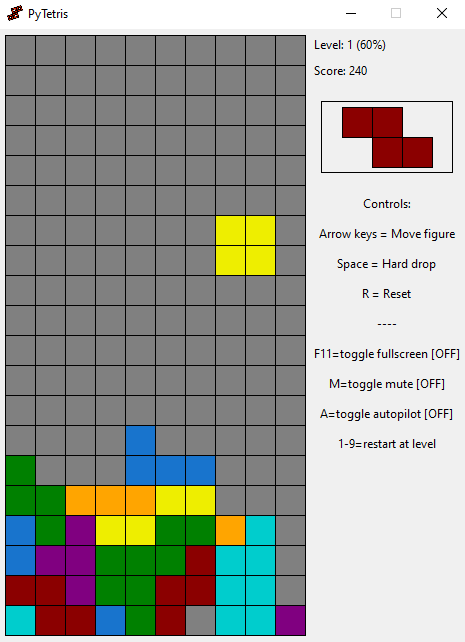 PyTetris
Level: 1 (60%)
Score: 240
Controls:
Arrow keys = Move figure
Space = Hard drop
R = Reset
----
F11=toggle fullscreen [OFF]
M=toggle mute [OFF]
A=toggle autopilot [OFF]
1-9=restart at level